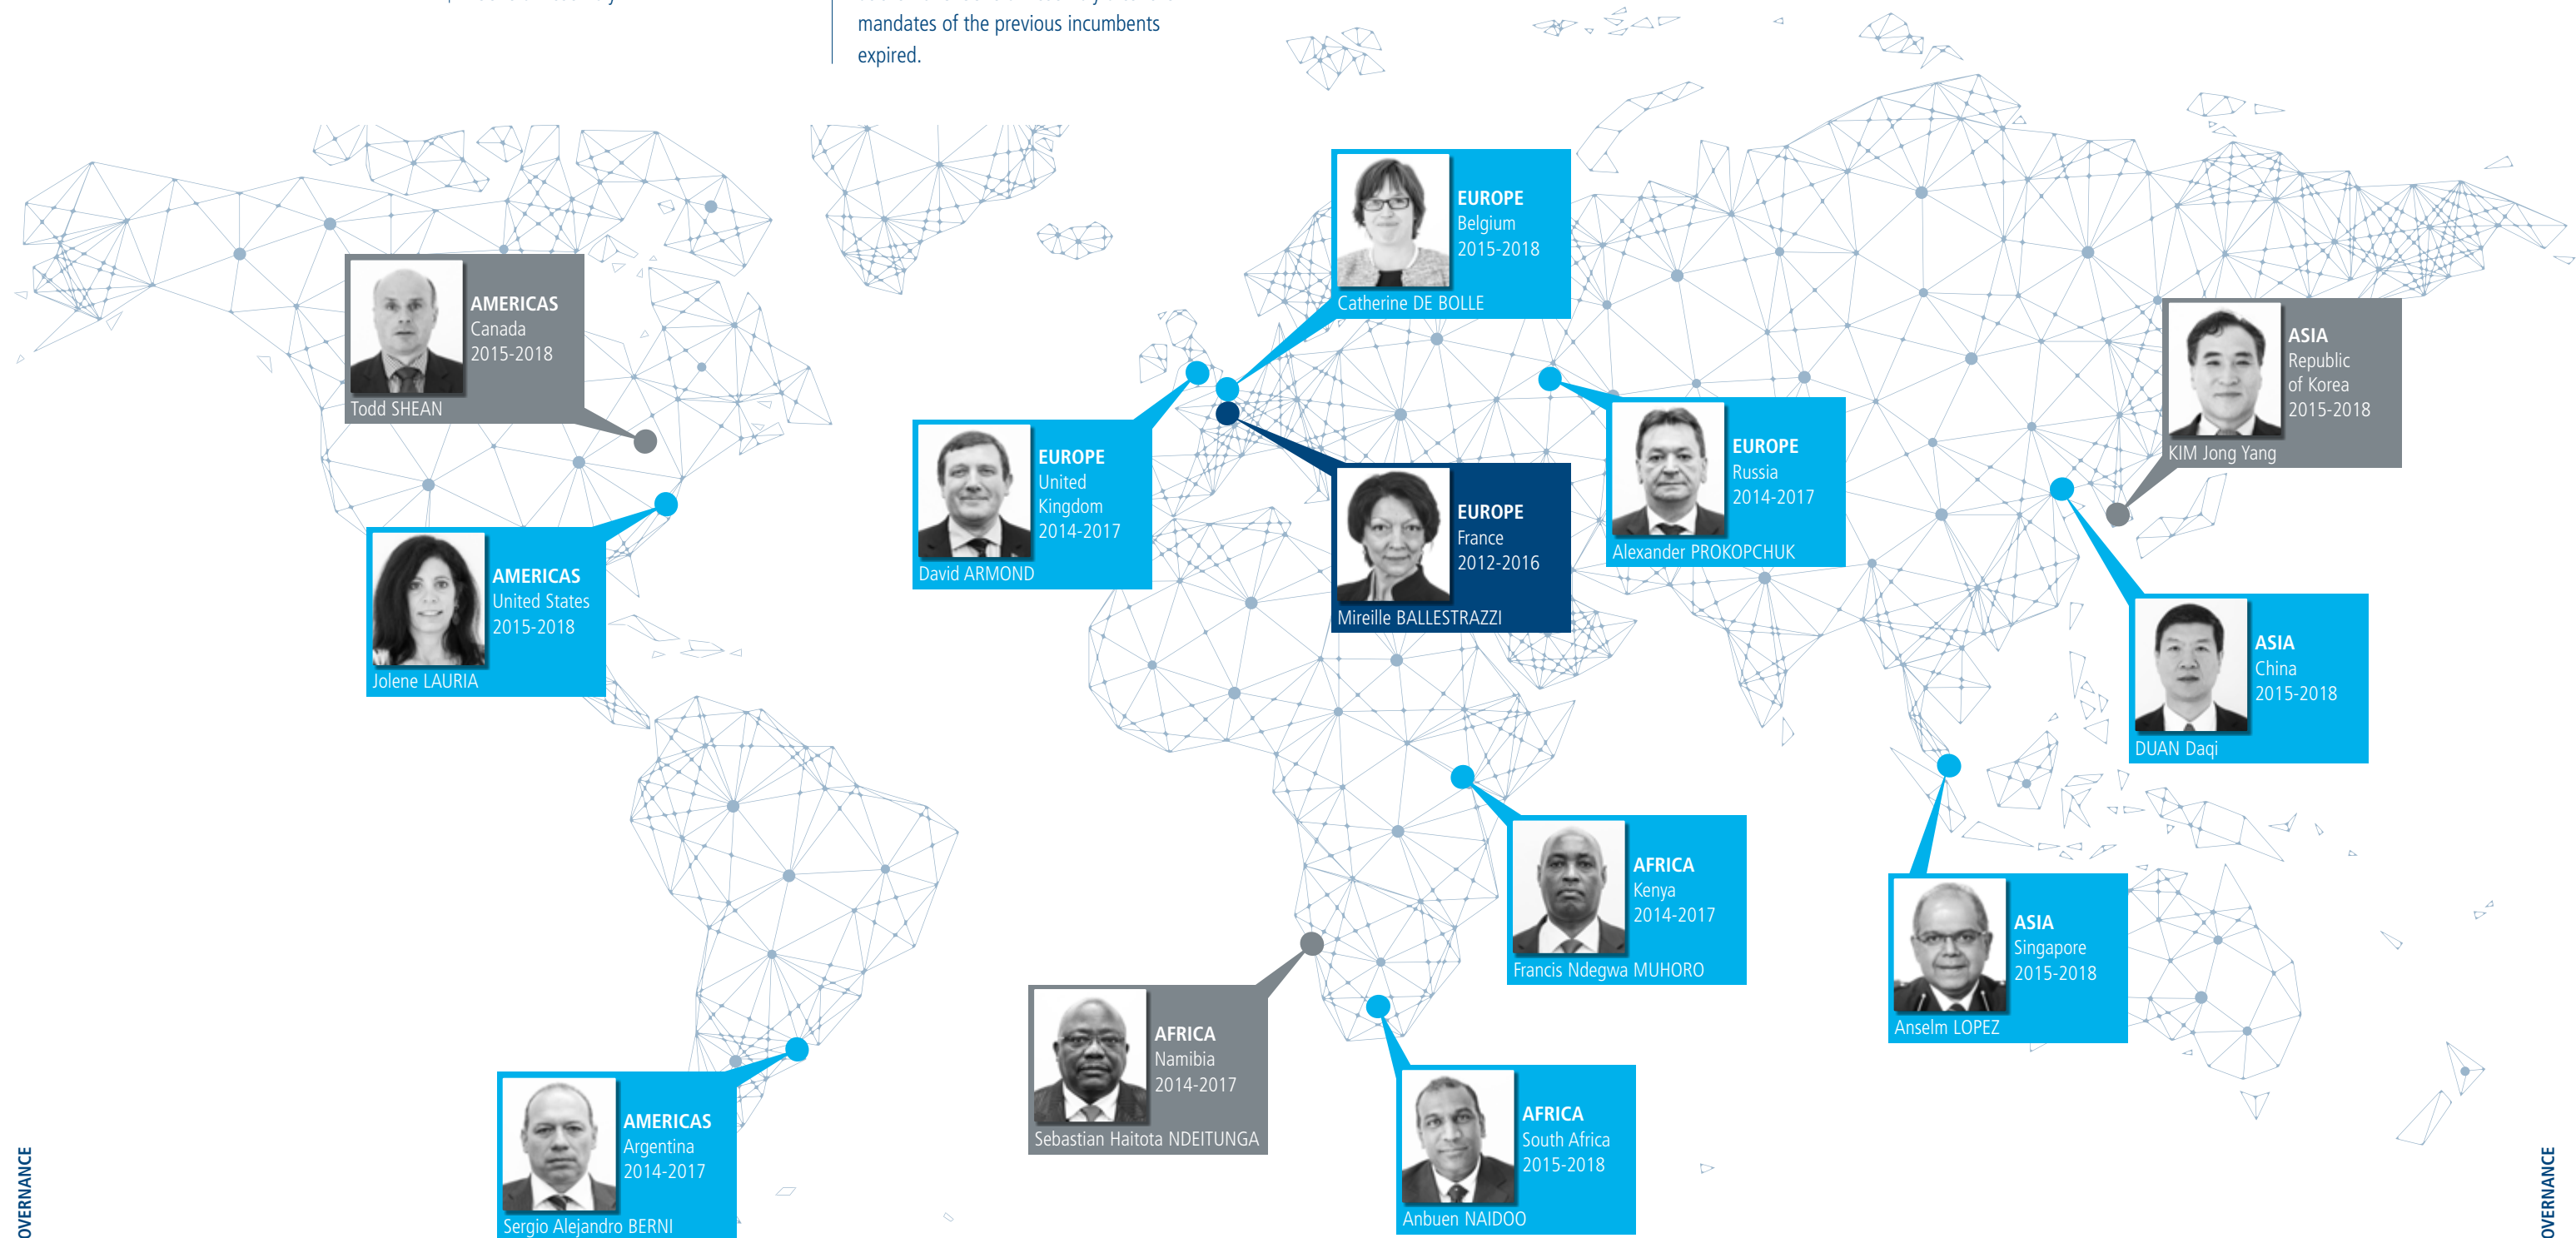 mandates of the previous incumbents
expired.
EUROPE
Belgium
2015-2018
Catherine DE BOLLE
AMERICAS
Canada
2015-2018
Todd SHEAN
ASIA
Republic
of Korea
2015-2018
KIM Jong Yang
EUROPE
United
Kingdom
2014-2017
David ARMOND
EUROPE
Russia
2014-2017
Alexander PROKOPCHUK
EUROPE
France
2012-2016
Mireille BALLESTRAZZI
AMERICAS
United States
2015-2018
Jolene LAURIA
ASIA
China
2015-2018
DUAN Daqi
AFRICA
Kenya
2014-2017
Francis Ndegwa MUHORO
ASIA
Singapore
2015-2018
Anselm LOPEZ
AFRICA
Namibia
2014-2017
Sebastian Haitota NDEITUNGA
AFRICA
South Africa
2015-2018
Anbuen NAIDOO
AMERICAS
Argentina
2014-2017
Sergio Alejandro BERNI
OVERNANCE
OVERNANCE